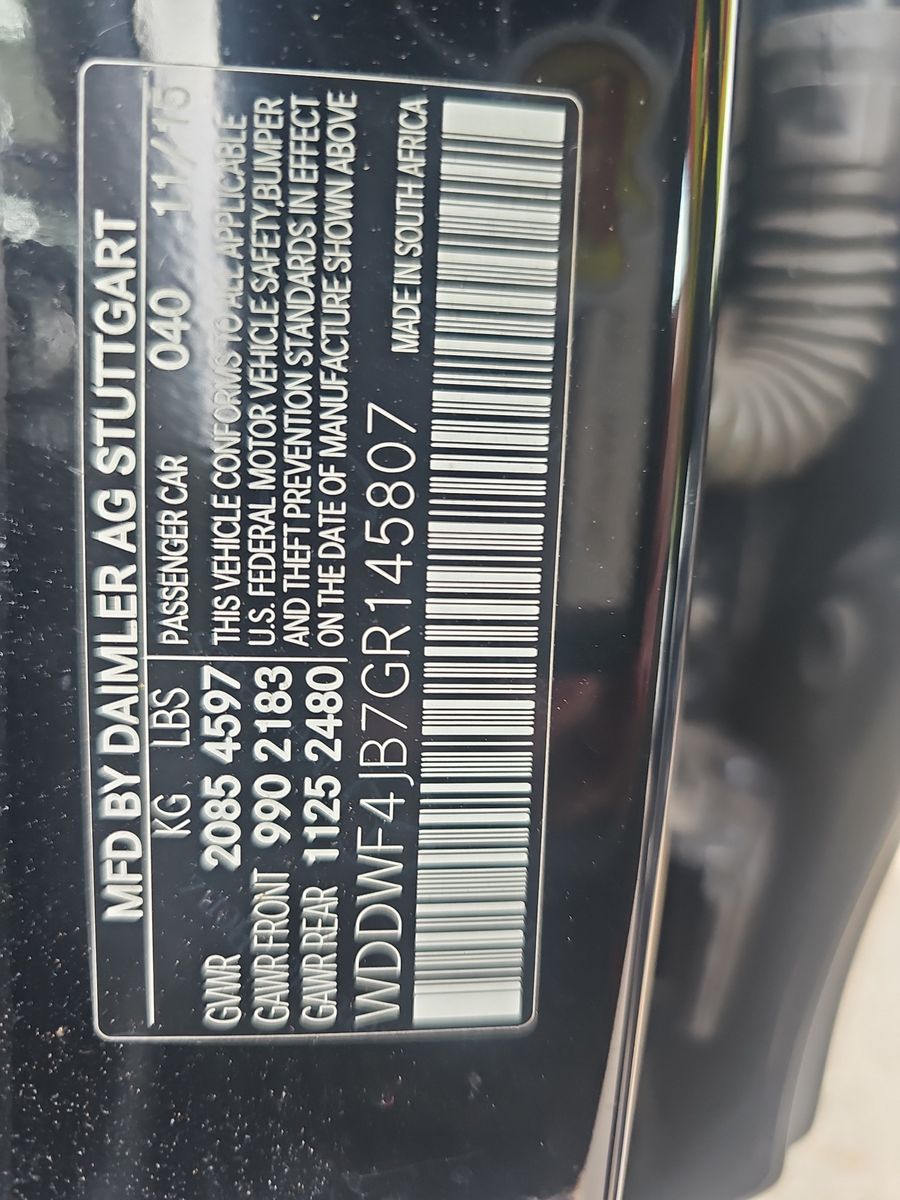 MFD BY DAIMLER AG STUTTGART
KG LBS PASSENGER CAR 040 11/15
GWWR 2085 4597 THIS VEHICLE CONFORMS TO ALL APPLICABLE
GAWR FRONT 990 2183 U.S. FEDERAL MOTOR VEHICLE SAFETY,BUMPER
GAWR REAR 1125 2480 AND THEFT PREVENTION STANDARDS IN EFFECT
ON THE DATE OF MANUFACTURE SHOWN ABOVE
WDDWF4JB7GR145807 MADE IN SOUTH AFRICA